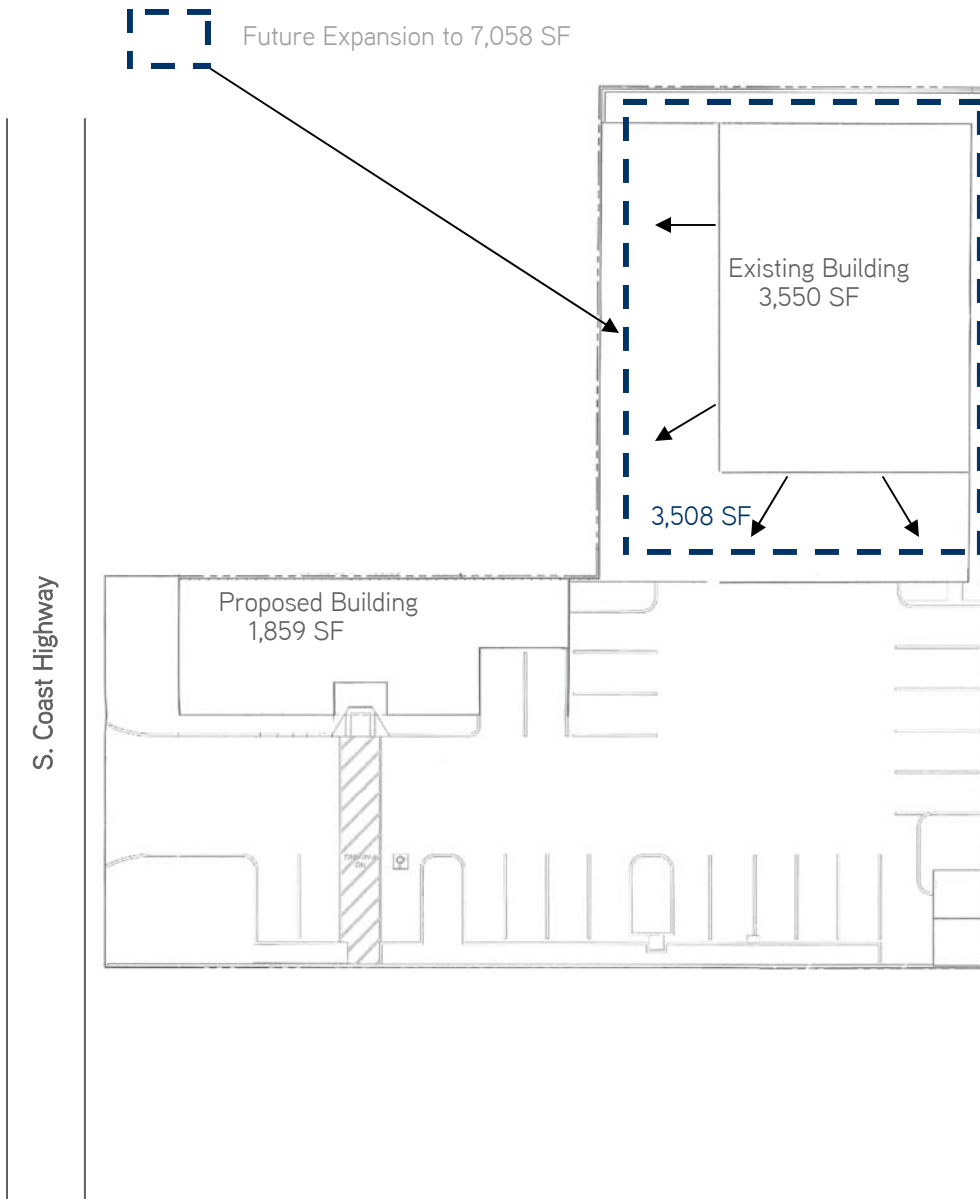 Future Expansion to 7,058 SF
Existing Building
3,550 SF
3,508 SF
Proposed Building
1,859 SF
S. Coast Highway